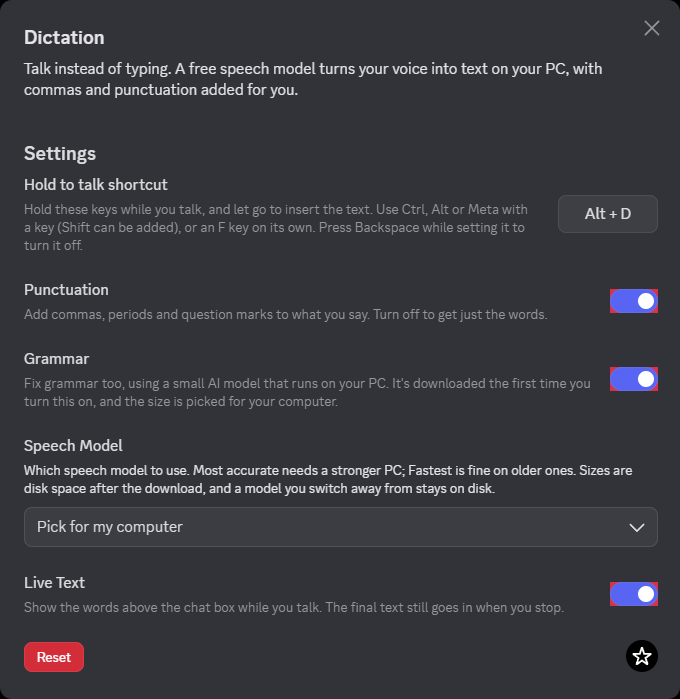 Dictation
Talk instead of typing. A free speech model turns your voice into text on your PC, with
commas and punctuation added for you.
Settings
Hold to talk shortcut
Hold these keys while you talk, and let go to insert the text. Use Ctrl, Alt or Meta with
a key (Shift can be added), or an F key on its own. Press Backspace while setting it to
turn it off.
Alt + D
Punctuation
Add commas, periods and question marks to what you say. Turn off to get just the words.
Grammar
Fix grammar too, using a small AI model that runs on your PC. It's downloaded the first time you
turn this on, and the size is picked for your computer.
Speech Model
Which speech model to use. Most accurate needs a stronger PC; Fastest is fine on older ones. Sizes are
disk space after the download, and a model you switch away from stays on disk.
Pick for my computer
Live Text
Show the words above the chat box while you talk. The final text still goes in when you stop.
Reset